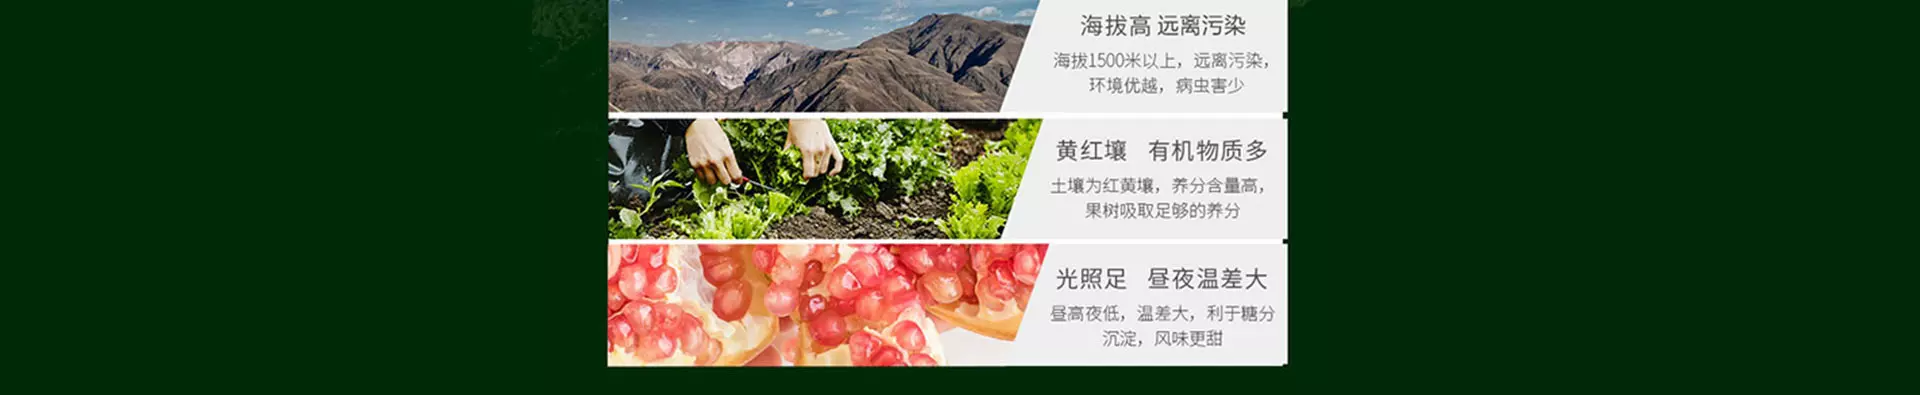 海拔高 远离污染
海拔1500米以上，远离污染，
环境优越，病虫害少
黄红壤 有机物质多
土壤为红黄壤，养分含量高，
果树吸取足够的养分
光照足 昼夜温差大
昼高夜低，温差大，利于糖分
沉淀，风味更甜